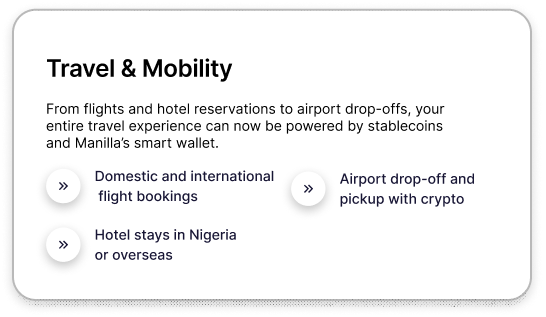 Travel & Mobility
From flights and hotel reservations to airport drop-offs, your
entire travel experience can now be powered by stablecoins
and Manilla’s smart wallet.
Domestic and international
flight bookings
Airport drop-off and
pickup with crypto
Hotel stays in Nigeria
or overseas